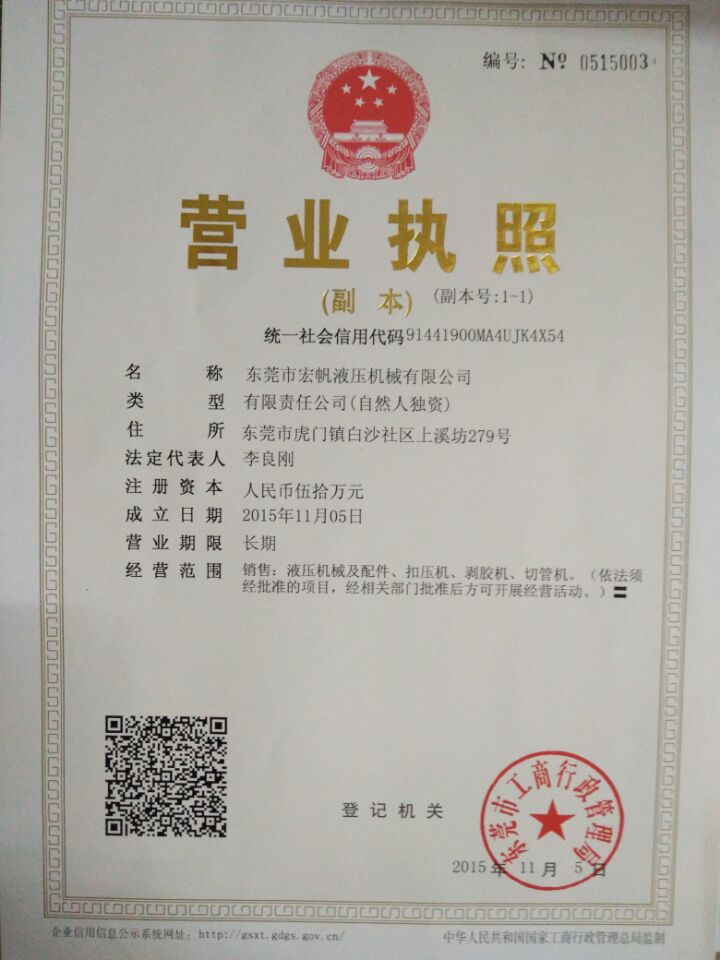 编号: Nº 0515003
营业执照
(副 本) (副本号:1-1)
统一社会信用代码91441900MA4UJK4X54
名 称 东莞市宏帆液压机械有限公司
类 型 有限责任公司(自然人独资)
住 所 东莞市虎门镇白沙社区上溪坊279号
法定代表人 李良刚
注册资本 人民币伍拾万元
成立日期 2015年11月05日
营业期限 长期
经营范围 销售: 液压机械及配件、扣压机、剥胶机、切管机。(依法须
经批准的项目, 经相关部门批准后方可开展经营活动。)
登记机关
东莞市工商行政管理局
2015 年 11 月 5 日
企业信用信息公示系统网址: http://gsxt.gdgs.gov.cn/
中华人民共和国国家工商行政管理总局监制